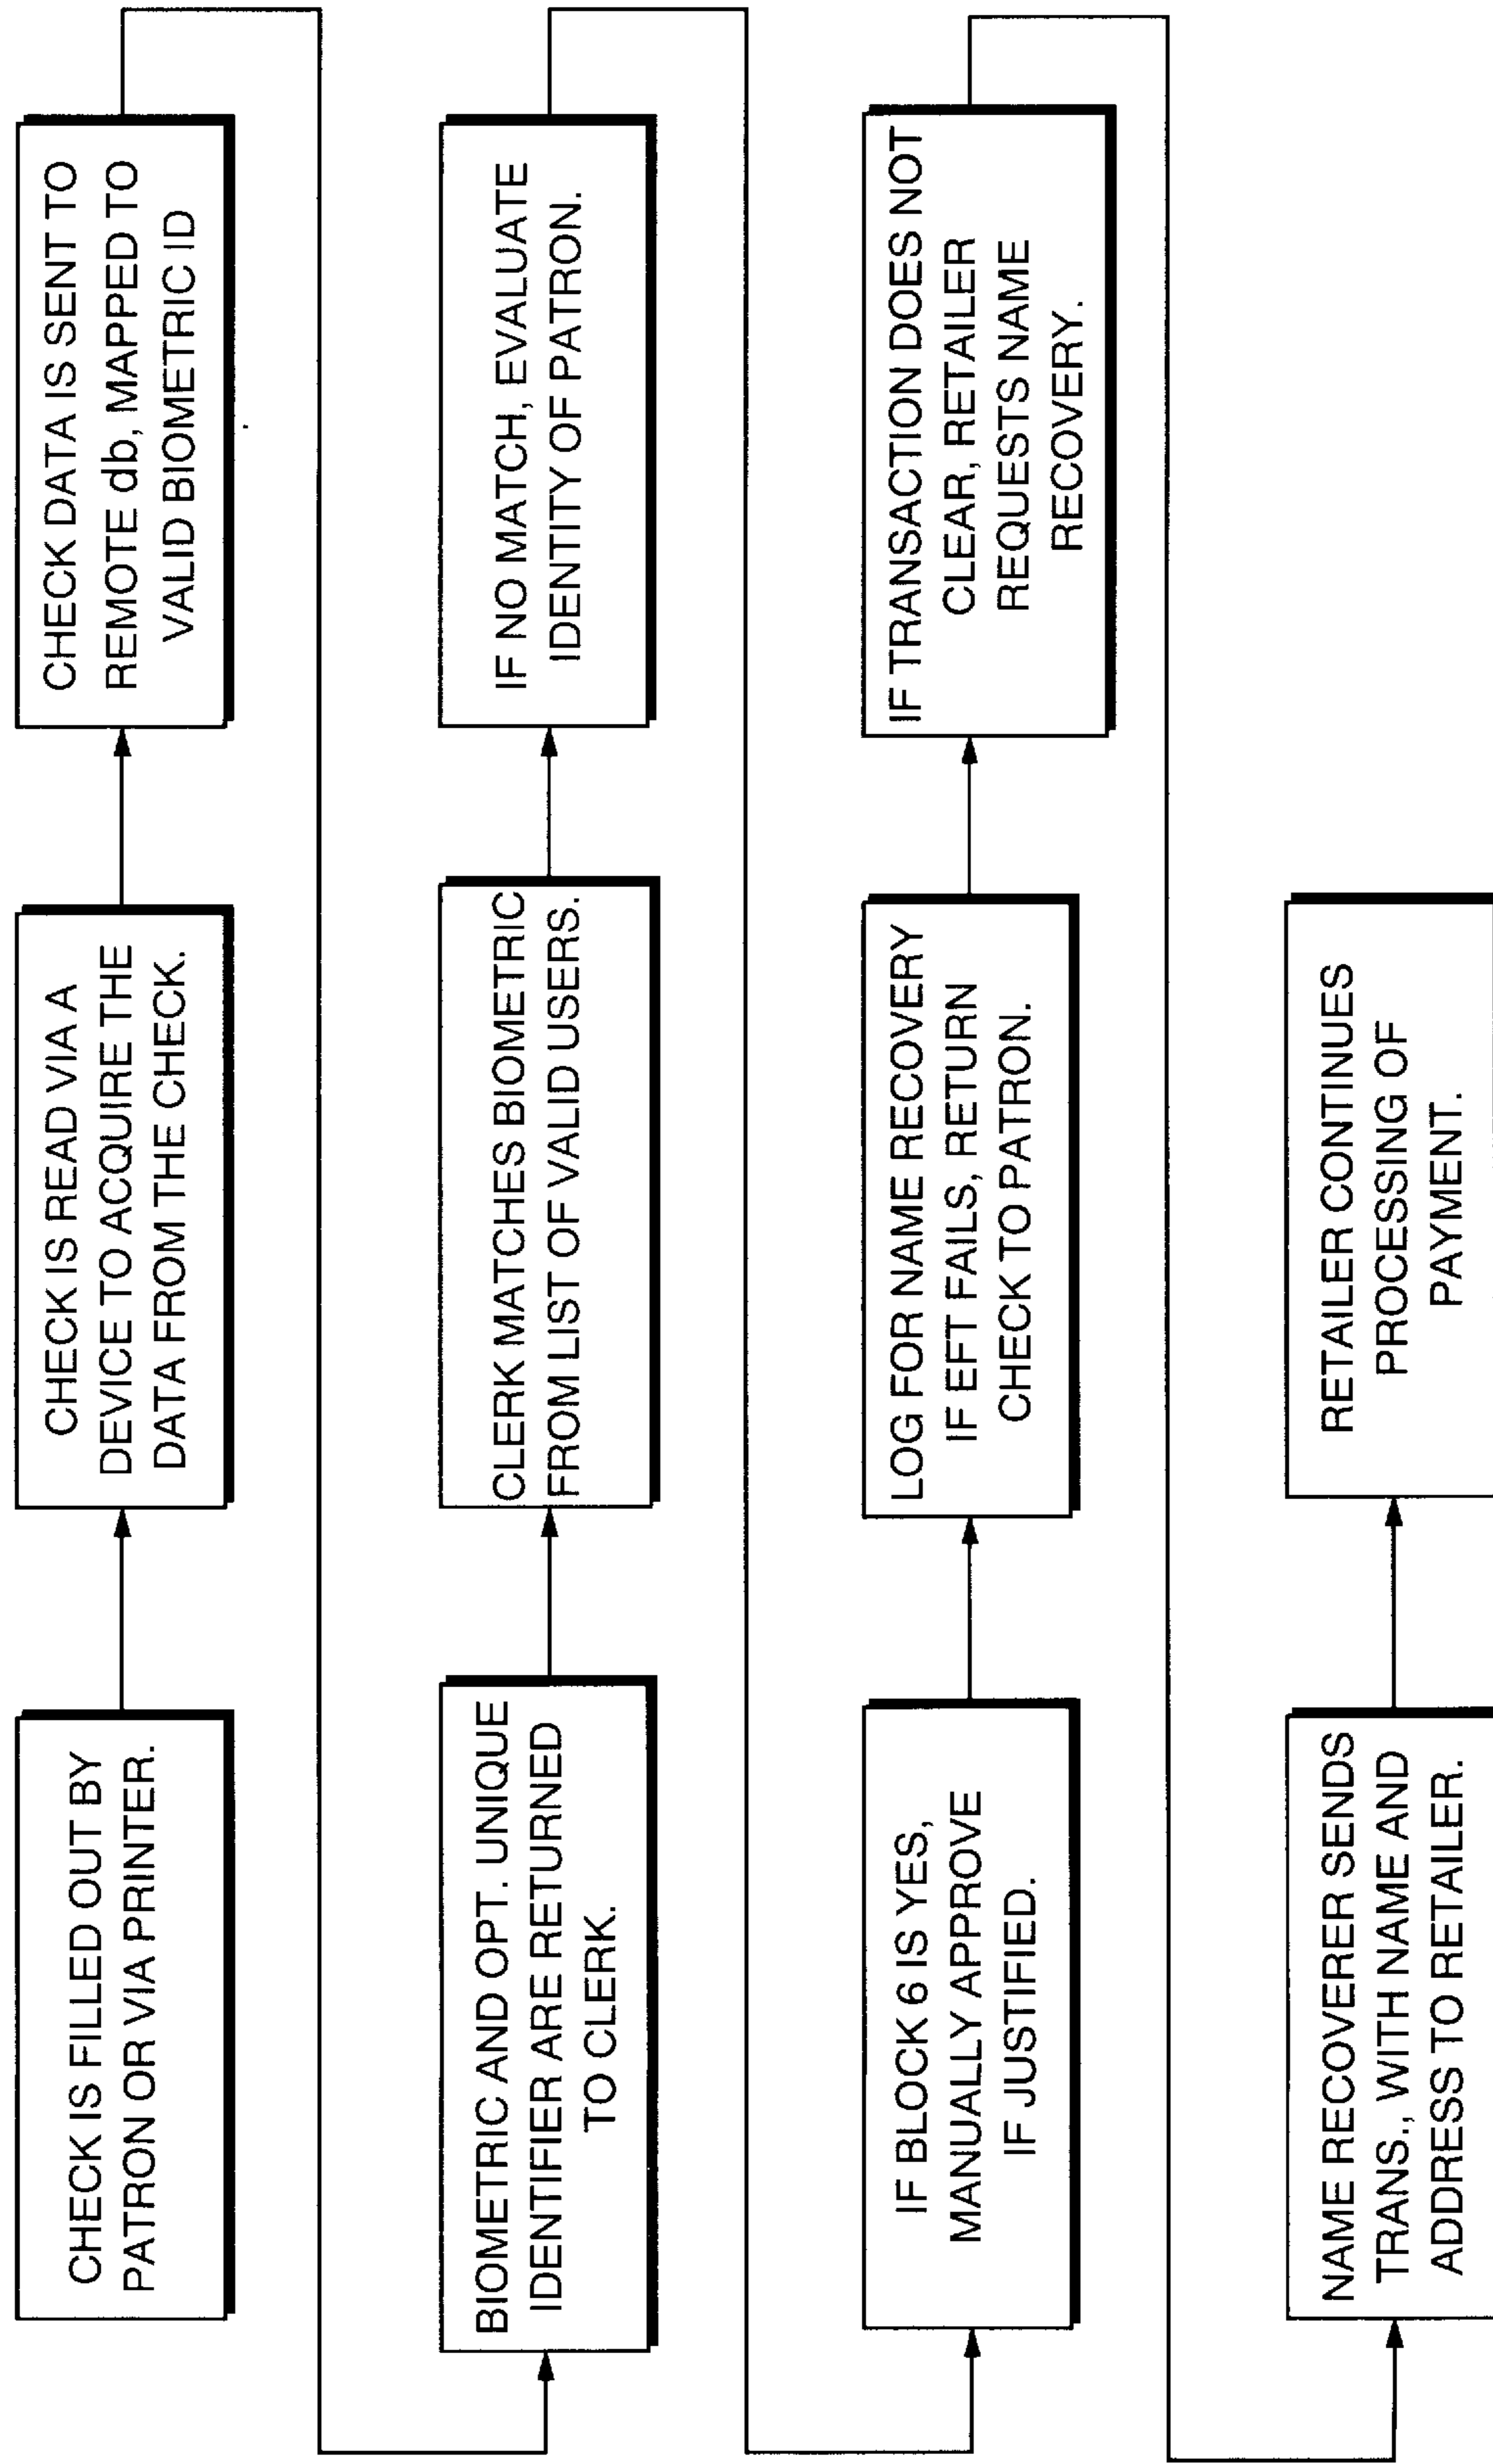 CHECK IS FILLED OUT BY
PATRON OR VIA PRINTER.
CHECK IS READ VIA A
DEVICE TO ACQUIRE THE
DATA FROM THE CHECK.
CHECK DATA IS SENT TO
REMOTE db, MAPPED TO
VALID BIOMETRIC ID
BIOMETRIC AND OPT. UNIQUE
IDENTIFIER ARE RETURNED
TO CLERK.
CLERK MATCHES BIOMETRIC
FROM LIST OF VALID USERS.
IF NO MATCH, EVALUATE
IDENTITY OF PATRON.
IF BLOCK 6 IS YES,
MANUALLY APPROVE
IF JUSTIFIED.
LOG FOR NAME RECOVERY
IF EFT FAILS, RETURN
CHECK TO PATRON.
IF TRANSACTION DOES NOT
CLEAR, RETAILER
REQUESTS NAME
RECOVERY.
NAME RECOVERER SENDS
TRANS., WITH NAME AND
ADDRESS TO RETAILER.
RETAILER CONTINUES
PROCESSING OF
PAYMENT.